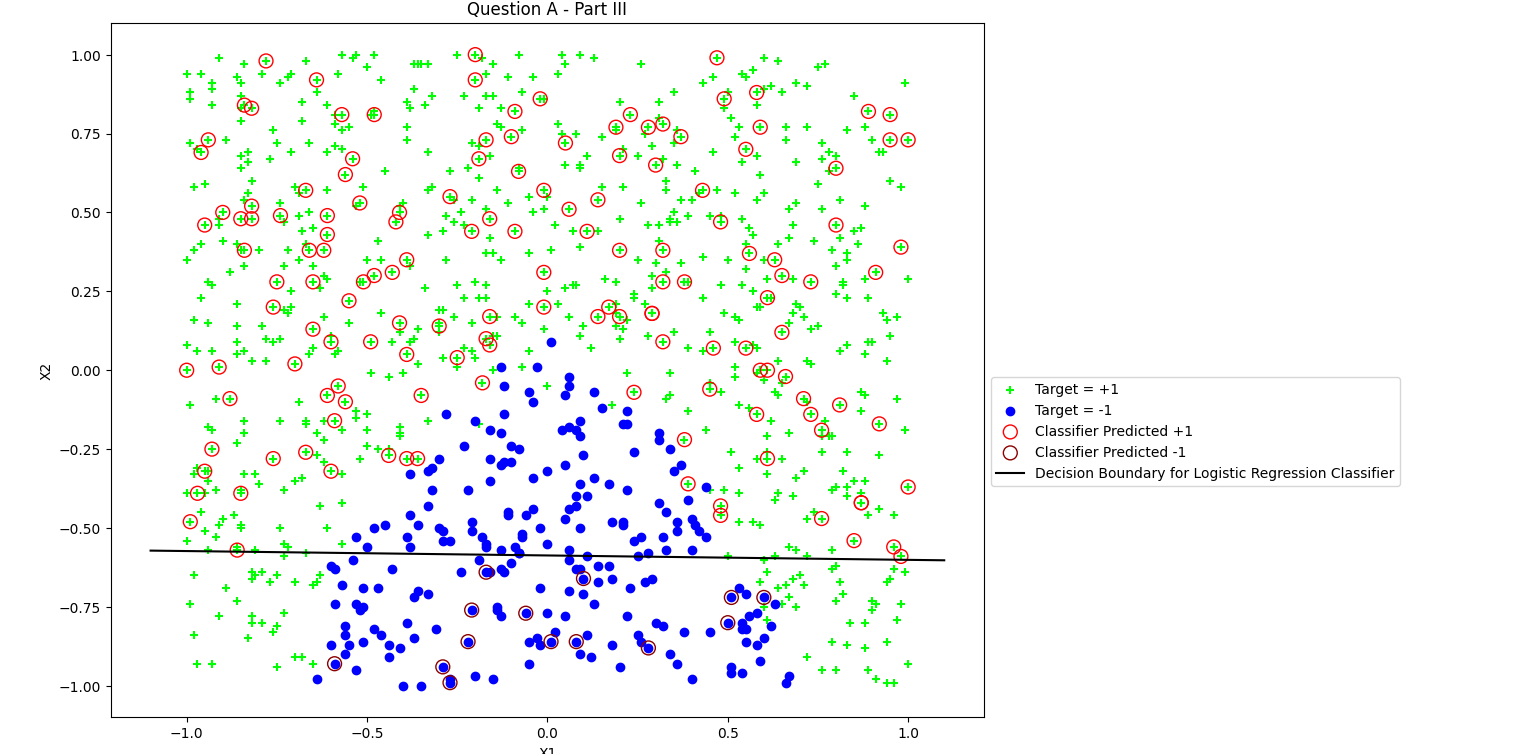 Question A - Part III
1.00
0.75
0.50
0.25
0.00
−0.25
−0.50
−0.75
−1.00
X2
−1.0 −0.5 0.0 0.5 1.0
X1
Target = +1
Target = -1
Classifier Predicted +1
Classifier Predicted -1
Decision Boundary for Logistic Regression Classifier